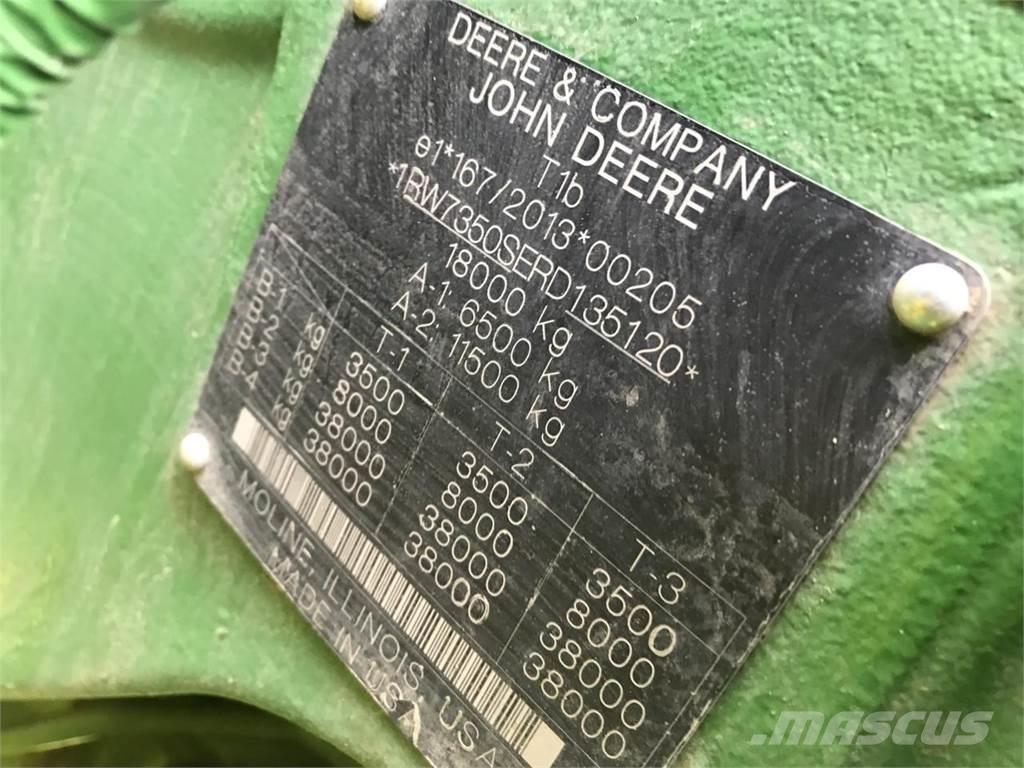 DEERE & COMPANY
JOHN DEERE
T1b
e1*167/2013*00205
*1RW7350SERD135120*
18000 kg
A-1: 6500 kg
A-2: 11500 kg
T-1 T-2 T-3
B-1 kg 3500 3500 3500
B-2 kg 8000 8000 8000
B-3 kg 38000 38000 38000
B-4 kg 38000 38000 38000
MOLINE ILLINOIS USA
MADE IN USA
MASCUS